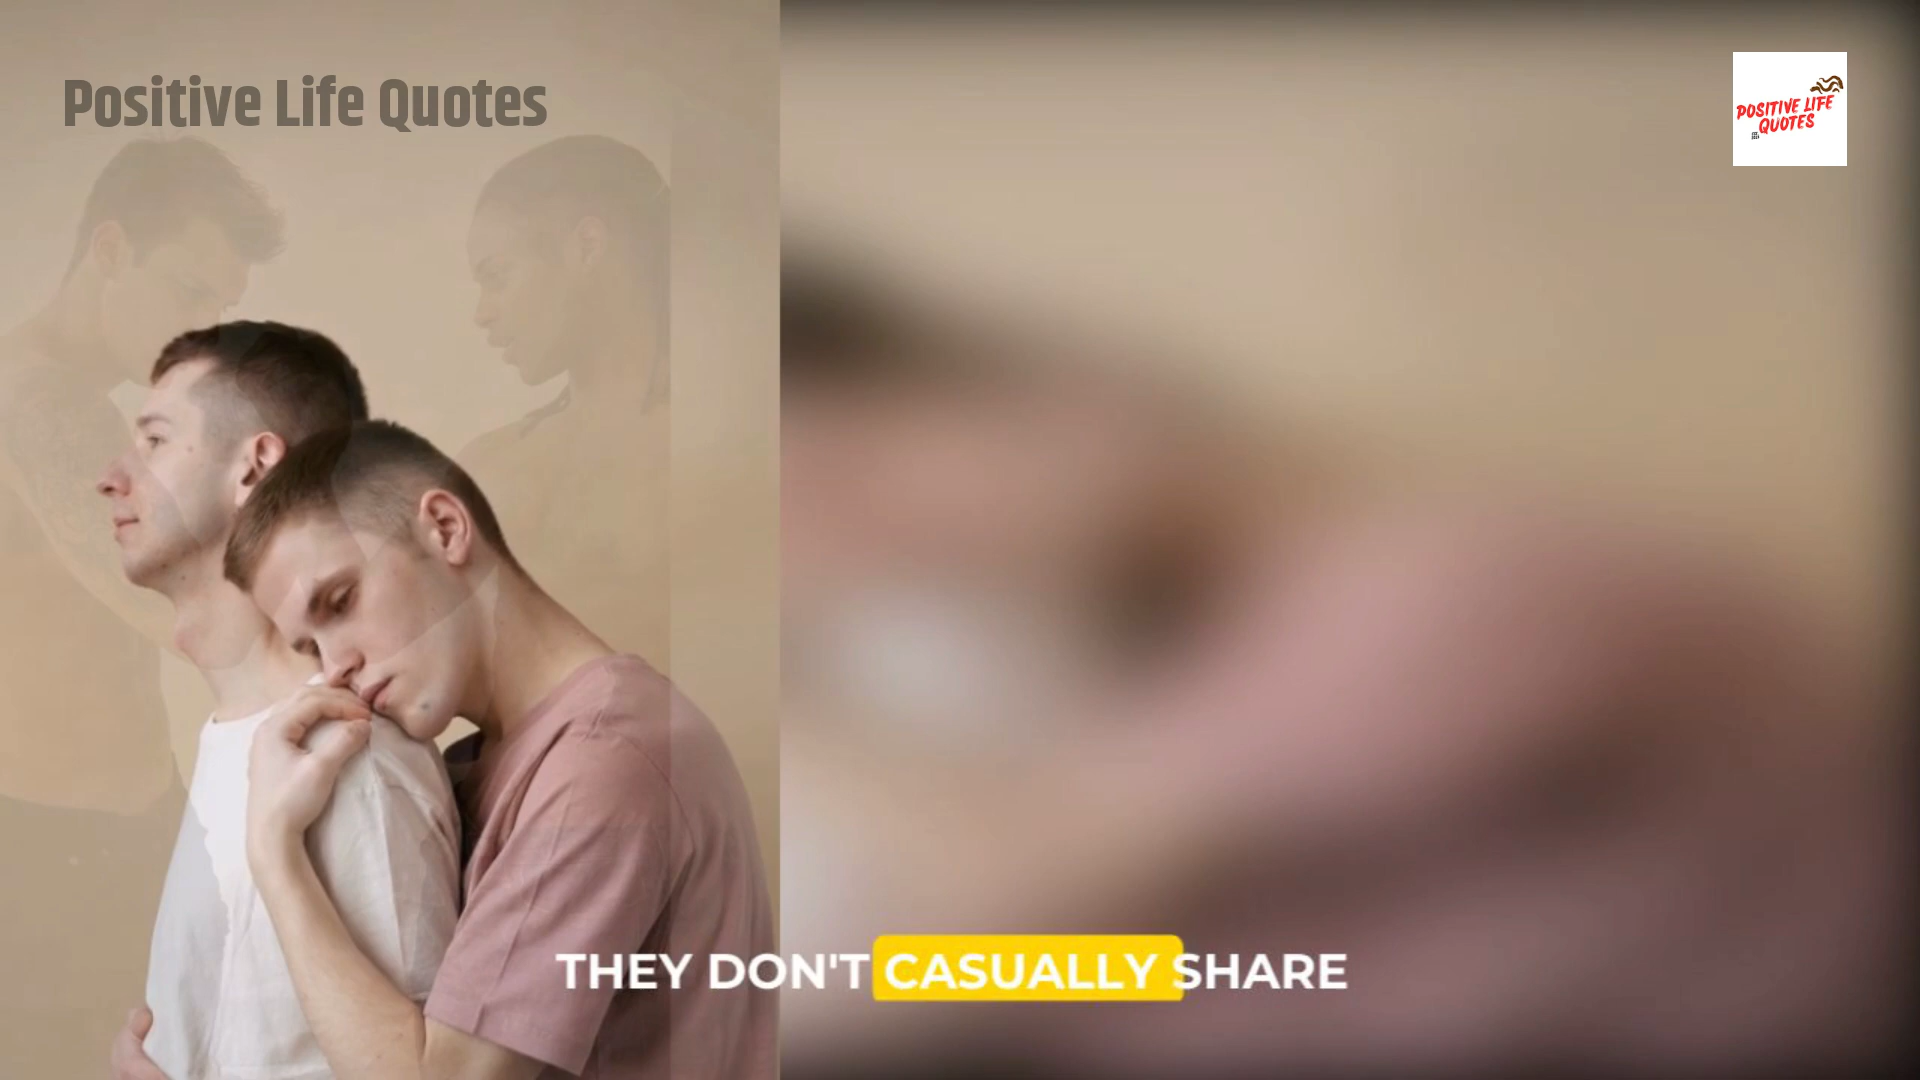 Positive Life Quotes
POSITIVE LIFE
QUOTES
THEY DON'T CASUALLY SHARE